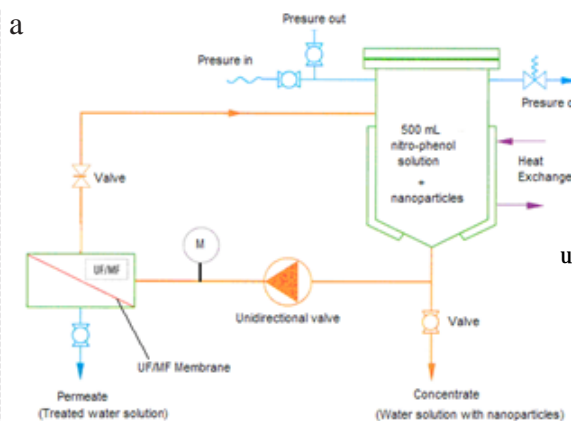 a
Presure out
Presure in
Presure o
500 mL
nitro-phenol
solution
+
nanoparticles
Heat
Exchange
Valve
M
UF/MF
u
Unidirectional valve
Valve
UF/MF Membrane
Permeate
(Treated water solution)
Concentrate
(Water solution with nanoparticles)